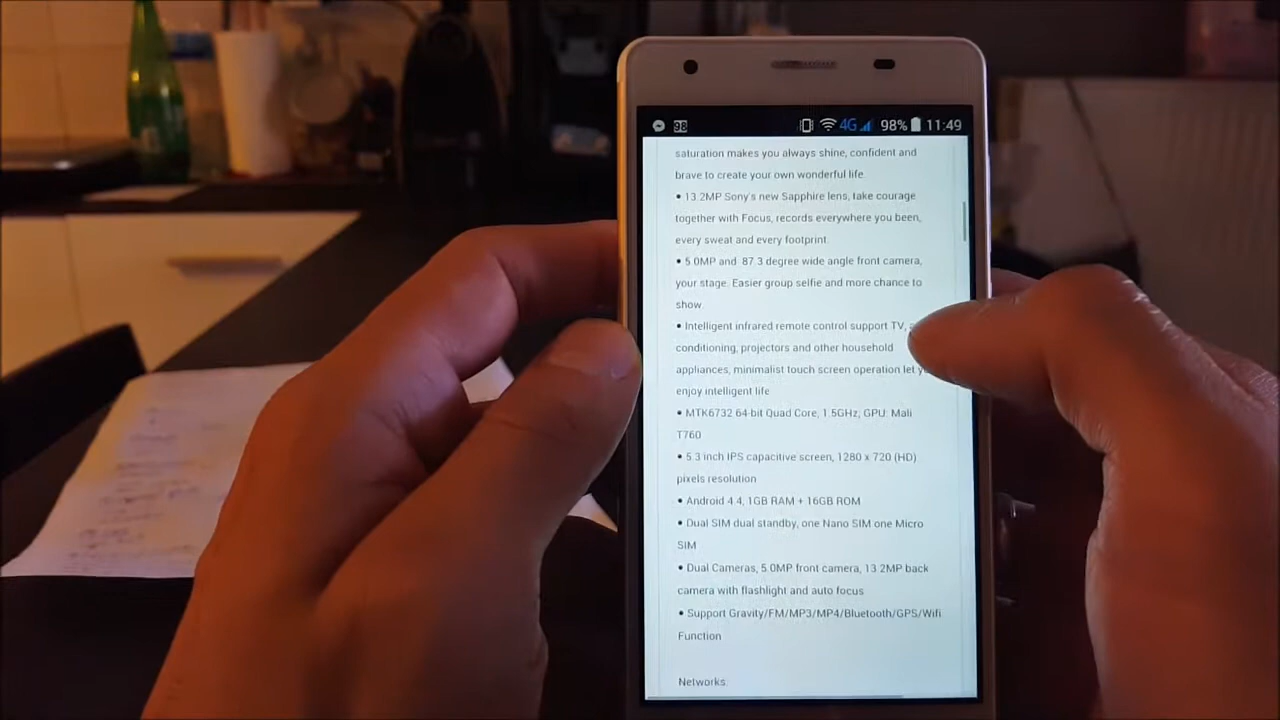 98 4G 98% 11:49
saturation makes you always shine, confident and
brave to create your own wonderful life.
• 13.2MP Sony's new Sapphire lens, take courage
together with Focus, records everywhere you been,
every sweat and every footprint.
• 5.0MP and 87.3 degree wide angle front camera,
your stage. Easier group selfie and more chance to
show.
• Intelligent infrared remote control support TV,
conditioning, projectors and other household
appliances, minimalist touch screen operation let
enjoy intelligent life
• MTK6732 64-bit Quad Core, 1.5GHz, GPU: Mali
T760
• 5.3 inch IPS capacitive screen, 1280 x 720 (HD)
pixels resolution
• Android 4.4, 1GB RAM + 16GB ROM
• Dual SIM dual standby, one Nano SIM one Micro
SIM
• Dual Cameras, 5.0MP front camera, 13.2MP back
camera with flashlight and auto focus
• Support Gravity/FM/MP3/MP4/Bluetooth/GPS/Wifi
Function
Networks: